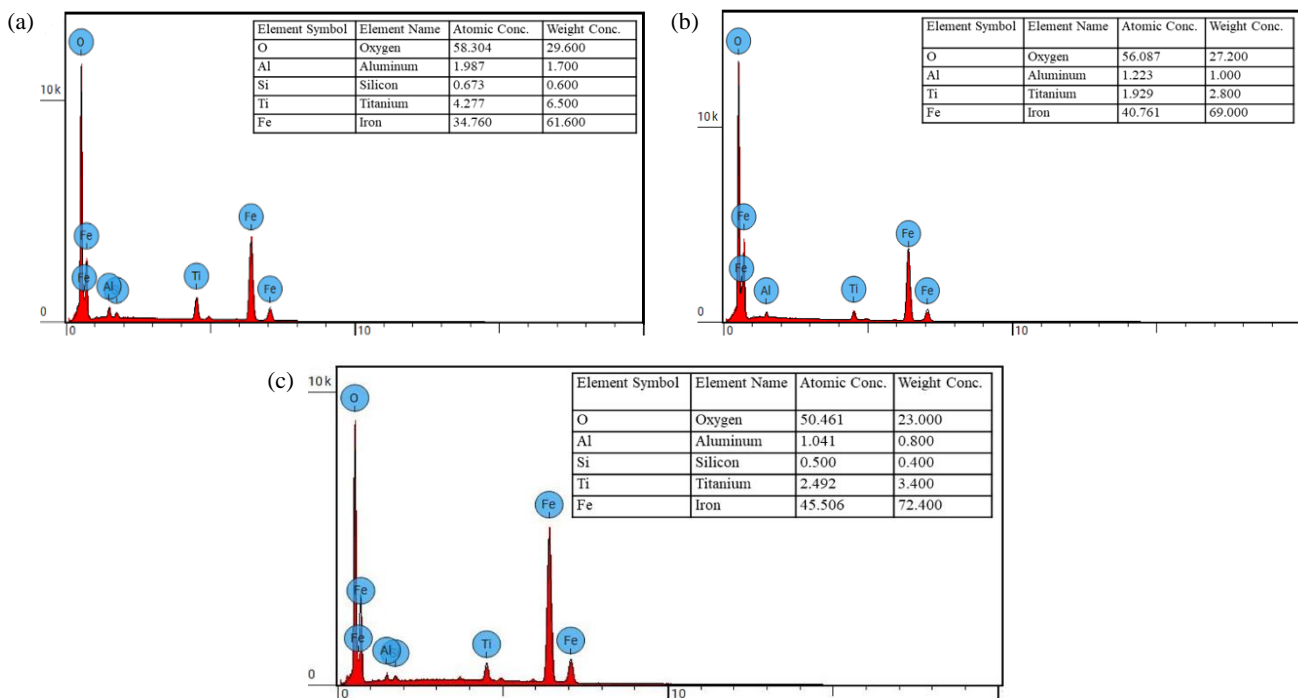 (a)
Element Symbol Element Name Atomic Conc. Weight Conc.
O Oxygen 58.304 29.600
Al Aluminum 1.987 1.700
Si Silicon 0.673 0.600
Ti Titanium 4.277 6.500
Fe Iron 34.760 61.600
O
10k
Fe
Fe
Al
Ti
Fe
Fe
0
0
10
(b)
Element Symbol Element Name Atomic Conc. Weight Conc.
O Oxygen 56.087 27.200
Al Aluminum 1.223 1.000
Ti Titanium 1.929 2.800
Fe Iron 40.761 69.000
O
10k
Fe
Fe
Al
Ti
Fe
Fe
0
0
10
(c)
Element Symbol Element Name Atomic Conc. Weight Conc.
O Oxygen 50.461 23.000
Al Aluminum 1.041 0.800
Si Silicon 0.500 0.400
Ti Titanium 2.492 3.400
Fe Iron 45.506 72.400
10k
O
Fe
Fe
Al
Ti
Fe
Fe
0
0
10